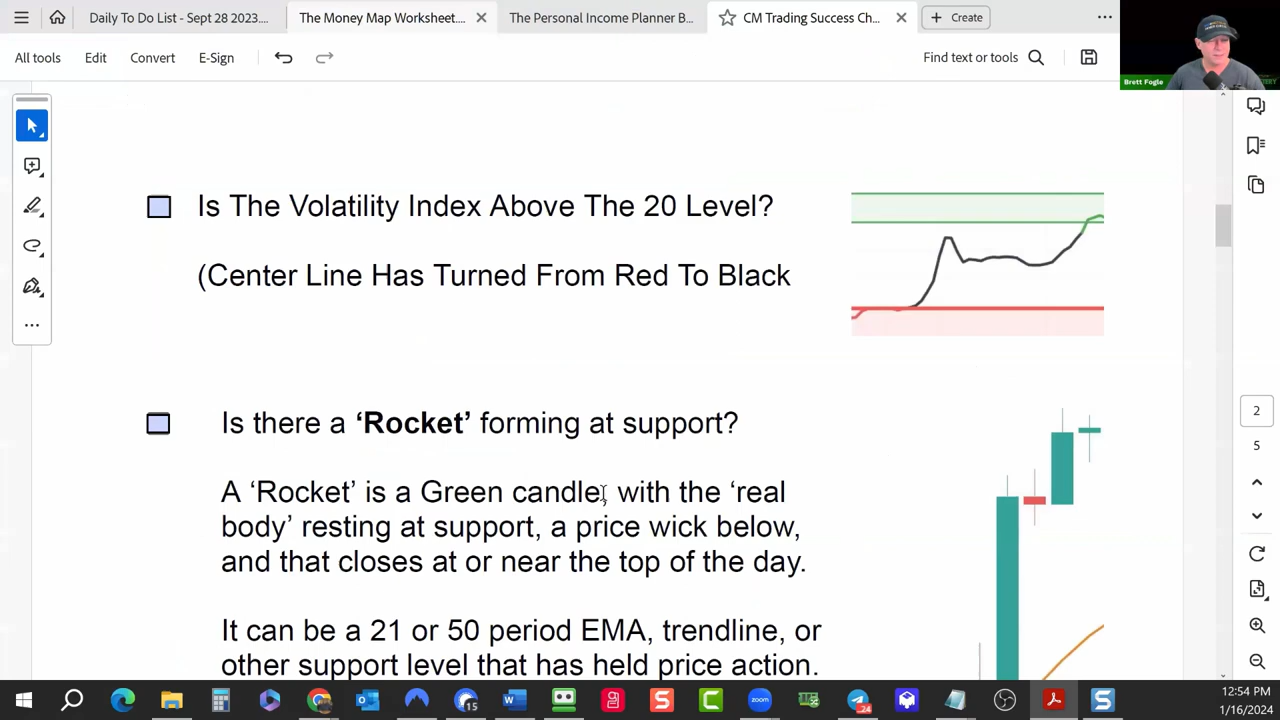 Daily To Do List - Sept 28 2023....
The Money Map Worksheet....
The Personal Income Planner B...
CM Trading Success Ch...
Create
All tools
Edit
Convert
E-Sign
Find text or tools
Brett Fogle
Is The Volatility Index Above The 20 Level?
(Center Line Has Turned From Red To Black
Is there a ‘Rocket’ forming at support?
A ‘Rocket’ is a Green candle, with the ‘real
body’ resting at support, a price wick below,
and that closes at or near the top of the day.
It can be a 21 or 50 period EMA, trendline, or
other support level that has held price action.
2
5
15
zoom
24
12:54 PM
1/16/2024